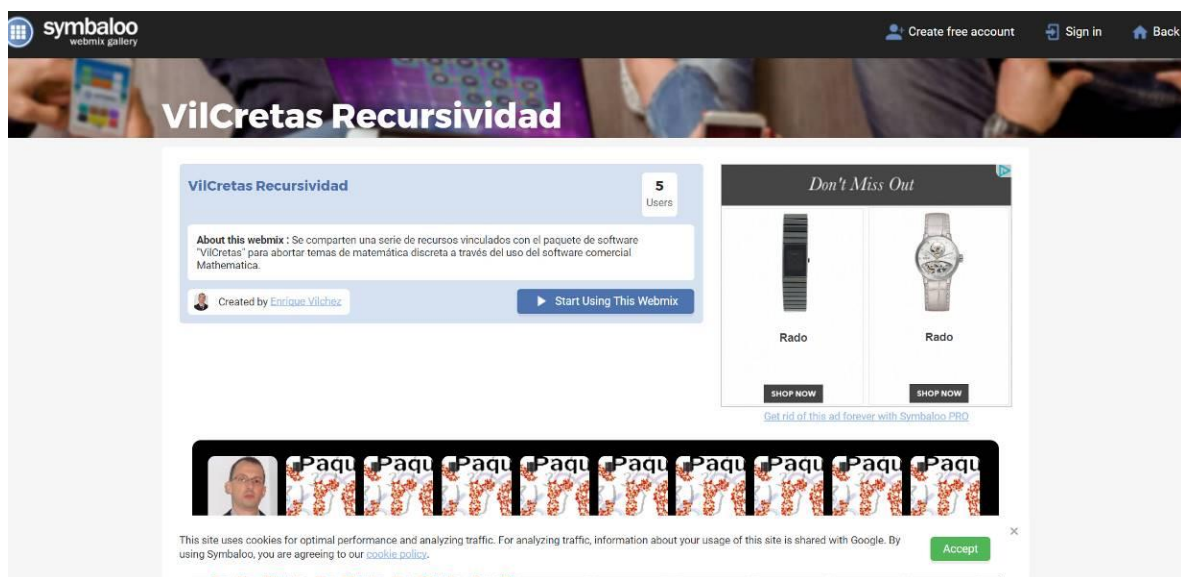 symbaloo
webmix gallery
Create free account
Sign in
Back
VilCretas Recursividad
VilCretas Recursividad
5
Users
About this webmix : Se comparten una serie de recursos vinculados con el paquete de software
"VilCretas" para abordar temas de matemática discreta a través del uso del software comercial
Mathematica.
Created by Enrique Vílchez
Start Using This Webmix
Don't Miss Out
Rado
Rado
SHOP NOW
SHOP NOW
Get rid of this ad forever with Symbaloo PRO
Paqu Paqu Paqu Paqu Paqu Paqu Paqu Paqu Paqu
This site uses cookies for optimal performance and analyzing traffic. For analyzing traffic, information about your usage of this site is shared with Google. By
using Symbaloo, you are agreeing to our cookie policy.
Accept